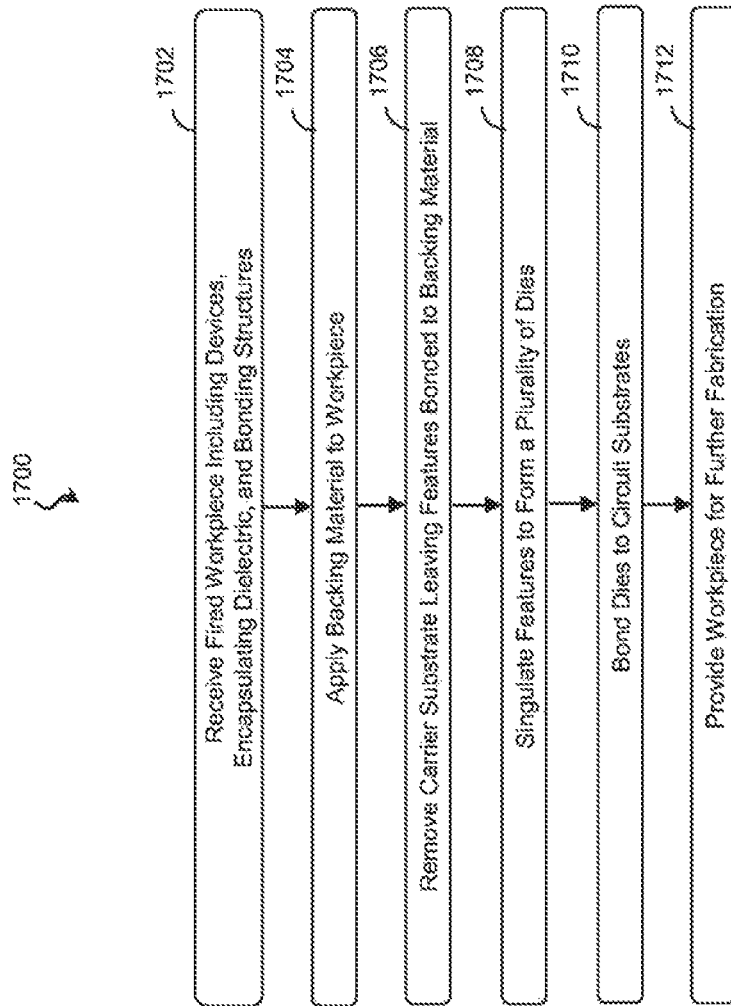 1700
1702
Receive Fired Workpiece Including Devices,
Encapsulating Dielectric, and Bonding Structures
1704
Apply Backing Material to Workpiece
1706
Remove Carrier Substrate Leaving Features Bonded to Backing Material
1708
Singulate Features to Form a Plurality of Dies
1710
Bond Dies to Circuit Substrates
1712
Provide Workpiece for Further Fabrication